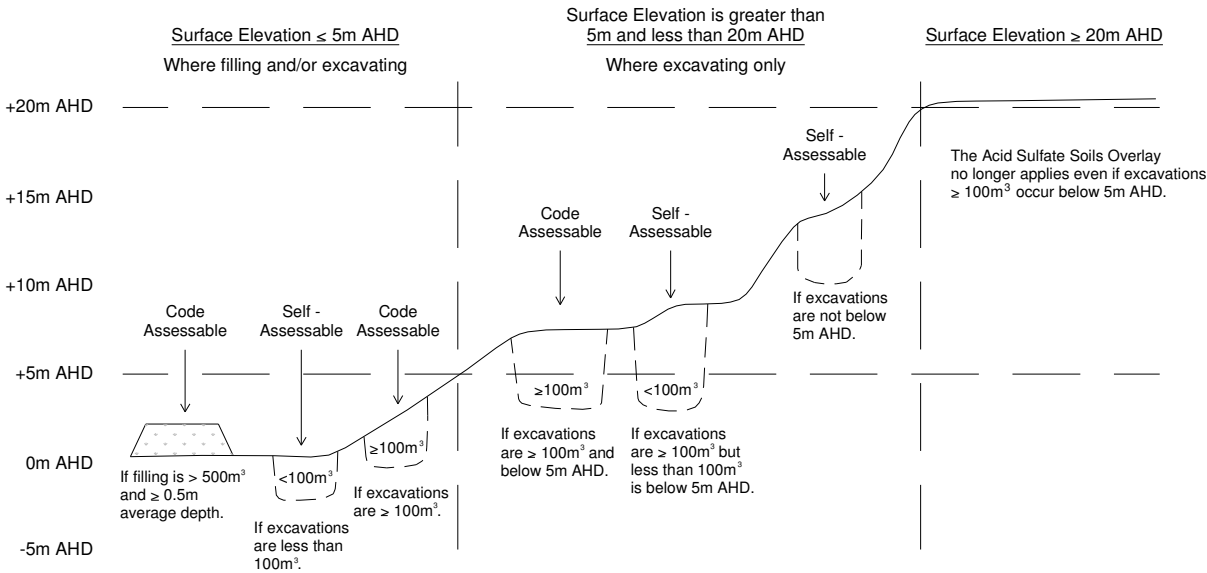 Surface Elevation ≤ 5m AHD
Where filling and/or excavating
Surface Elevation is greater than
5m and less than 20m AHD
Where excavating only
Surface Elevation ≥ 20m AHD
+20m AHD
+15m AHD
+10m AHD
+5m AHD
0m AHD
-5m AHD
Code
Assessable
If filling is > 500m³
and ≥ 0.5m
average depth.
Self -
Assessable
<100m³
If excavations
are less than
100m³.
Code
Assessable
≥100m³
If excavations
are ≥ 100m³.
Code
Assessable
≥100m³
If excavations
are ≥ 100m³ and
below 5m AHD.
Self -
Assessable
<100m³
If excavations
are ≥ 100m³ but
less than 100m³
is below 5m AHD.
Self -
Assessable
If excavations
are not below
5m AHD.
The Acid Sulfate Soils Overlay
no longer applies even if excavations
≥ 100m³ occur below 5m AHD.